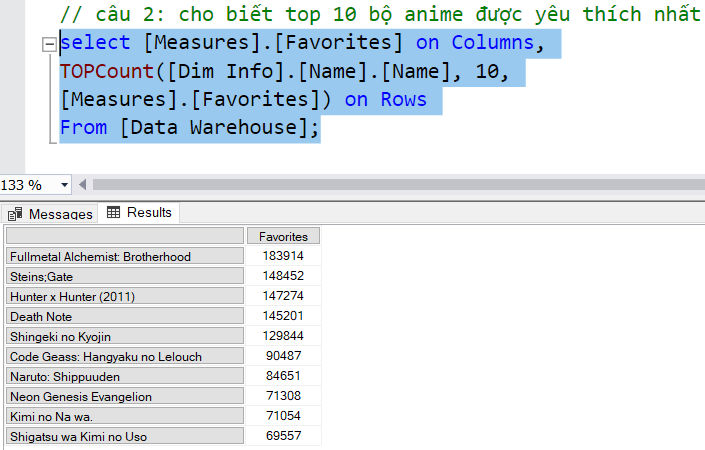 // câu 2: cho biết top 10 bộ anime được yêu thích nhất
select [Measures].[Favorites] on Columns,
TOPCount([Dim Info].[Name].[Name], 10,
[Measures].[Favorites]) on Rows
From [Data Warehouse];
133 %
Messages Results
Favorites
Fullmetal Alchemist: Brotherhood 183914
Steins;Gate 148452
Hunter x Hunter (2011) 147274
Death Note 145201
Shingeki no Kyojin 129844
Code Geass: Hangyaku no Lelouch 90487
Naruto: Shippuuden 84651
Neon Genesis Evangelion 71308
Kimi no Na wa. 71054
Shigatsu wa Kimi no Uso 69557